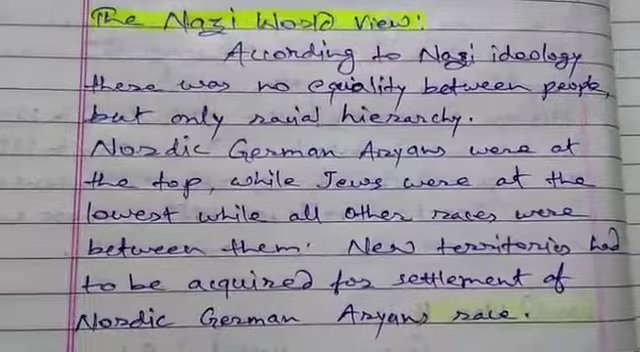 The Nazi World View:
According to Nazi ideology
there was no equality between people,
but only racial hierarchy.
Nordic German Aryans were at
the top, while Jews were at the
lowest while all other races were
between them. New territories had
to be acquired for settlement of
Nordic German Aryans race.